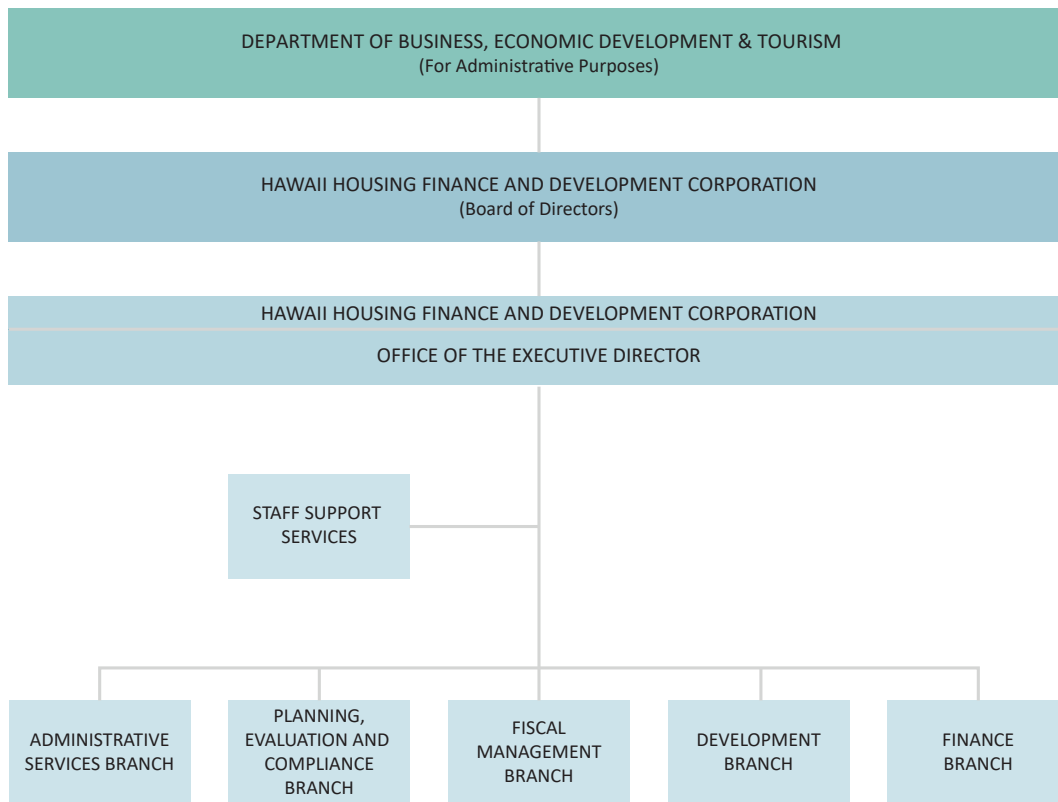 DEPARTMENT OF BUSINESS, ECONOMIC DEVELOPMENT & TOURISM
(For Administrative Purposes)
HAWAII HOUSING FINANCE AND DEVELOPMENT CORPORATION
(Board of Directors)
HAWAII HOUSING FINANCE AND DEVELOPMENT CORPORATION
OFFICE OF THE EXECUTIVE DIRECTOR
STAFF SUPPORT
SERVICES
ADMINISTRATIVE
SERVICES BRANCH
PLANNING,
EVALUATION AND
COMPLIANCE
BRANCH
FISCAL
MANAGEMENT
BRANCH
DEVELOPMENT
BRANCH
FINANCE
BRANCH